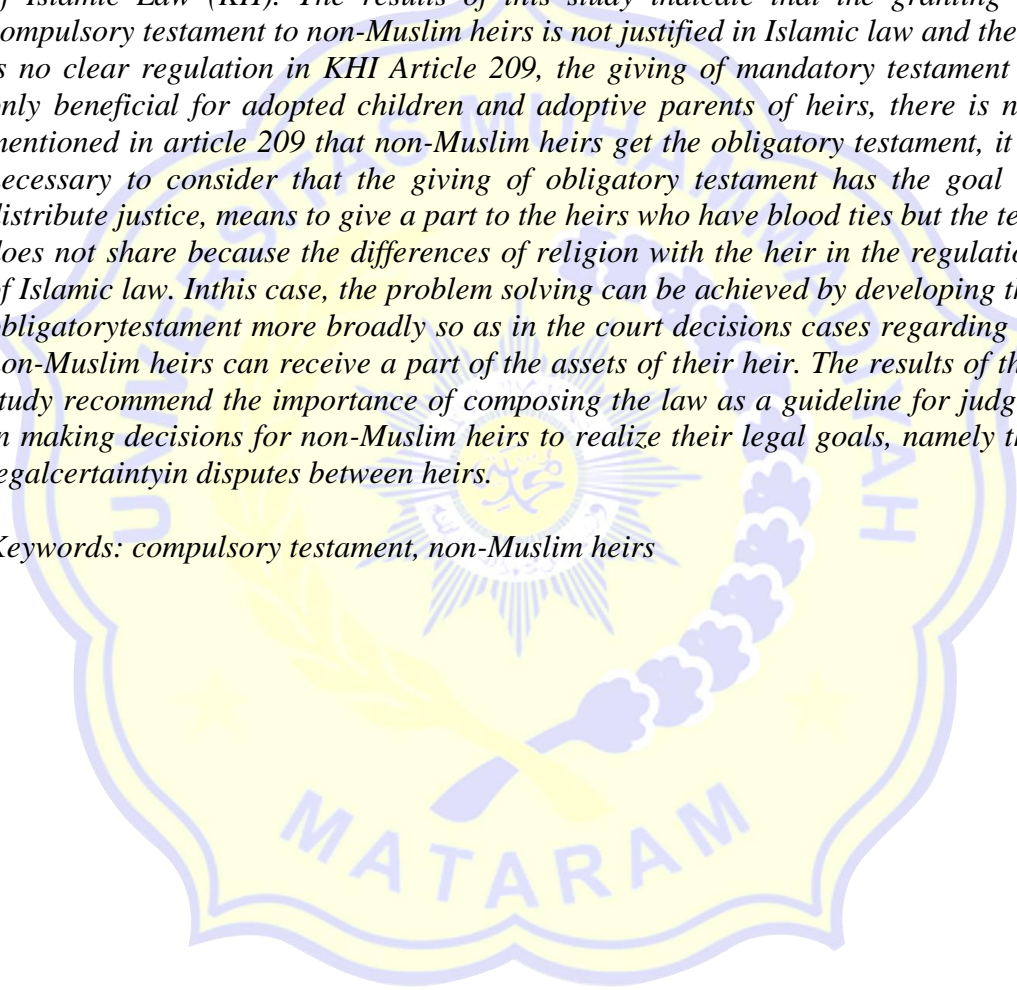 of Islamic Law (KH). The results of this study indicate that the granting
compulsory testament to non-Muslim heirs is not justified in Islamic law and the
is no clear regulation in KHI Article 209, the giving of mandatory testament
only beneficial for adopted children and adoptive parents of heirs, there is n
mentioned in article 209 that non-Muslim heirs get the obligatory testament, it
necessary to consider that the giving of obligatory testament has the goal
distribute justice, means to give a part to the heirs who have blood ties but the te
does not share because the differences of religion with the heir in the regulatio
of Islamic law. Inthis case, the problem solving can be achieved by developing th
obligatorytestament more broadly so as in the court decisions cases regarding
non-Muslim heirs can receive a part of the assets of their heir. The results of th
study recommend the importance of composing the law as a guideline for judg
in making decisions for non-Muslim heirs to realize their legal goals, namely th
legalcertaintyin disputes between heirs.
Keywords: compulsory testament, non-Muslim heirs
UNIVERSITAS MUHAMMADIYAH
MATARAM